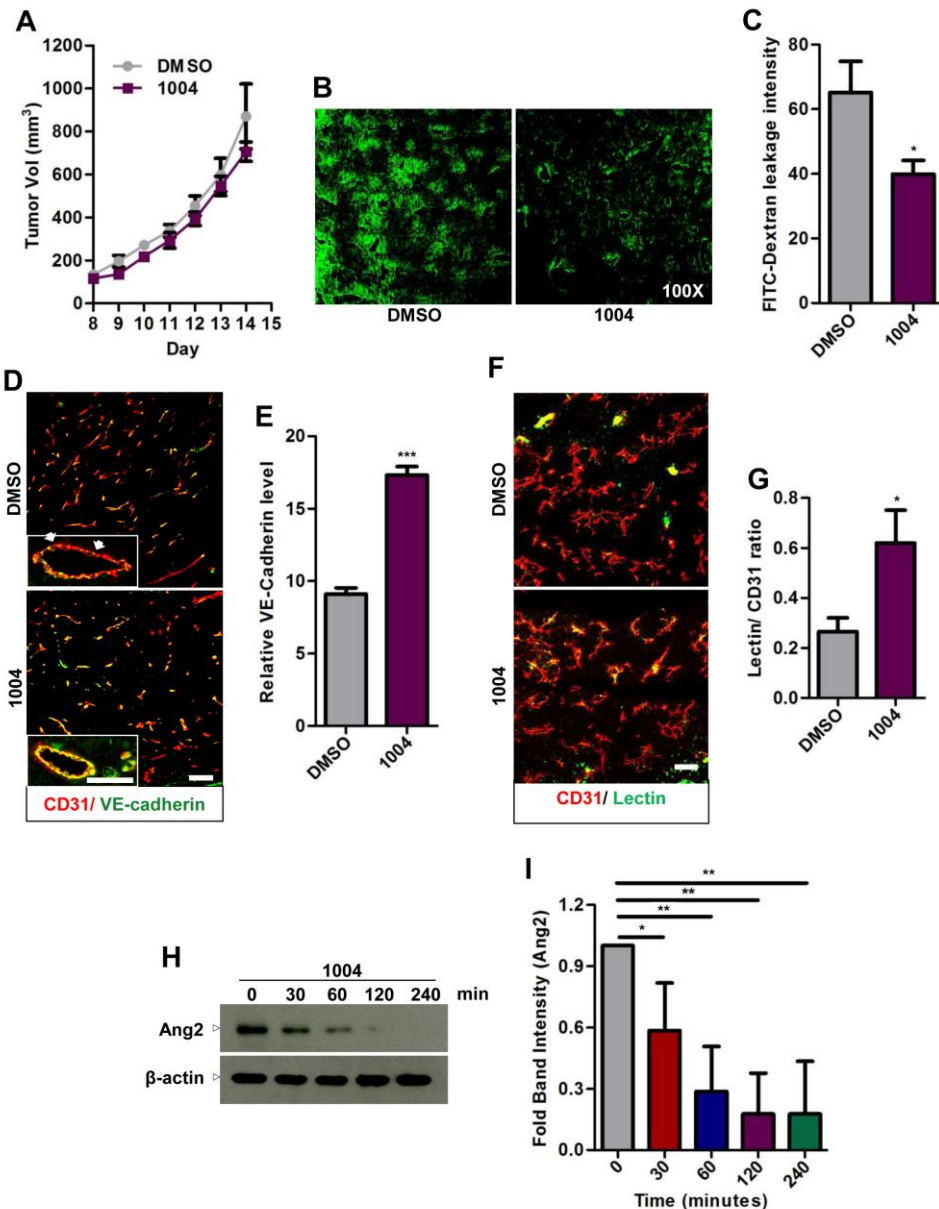 A
Tumor Vol (mm³)
1200
1000
800
600
400
200
0
DMSO
1004
8 9 10 11 12 13 14 15
Day
B
100X
DMSO 1004
C
FITC-Dextran leakage intensity
80
60
40
20
0
*
DMSO 1004
D
DMSO
1004
CD31/ VE-cadherin
E
Relative VE-Cadherin level
20
15
10
5
0
***
DMSO 1004
F
DMSO
1004
CD31/ Lectin
G
Lectin/ CD31 ratio
0.8
0.6
0.4
0.2
0.0
*
DMSO 1004
H
1004
0 30 60 120 240 min
Ang2
β-actin
I
Fold Band Intensity (Ang2)
1.2
0.9
0.6
0.3
0.0
**
**
**
*
0 30 60 120 240
Time (minutes)